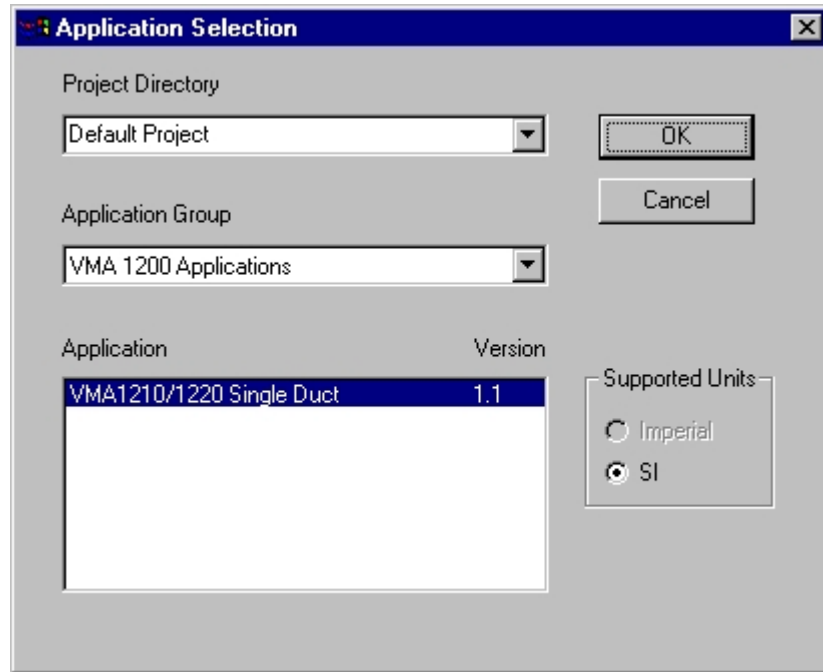 Application Selection
Project Directory
Default Project
OK
Cancel
Application Group
VMA 1200 Applications
Application Version
VMA1210/1220 Single Duct 1.1
Supported Units
Imperial
SI